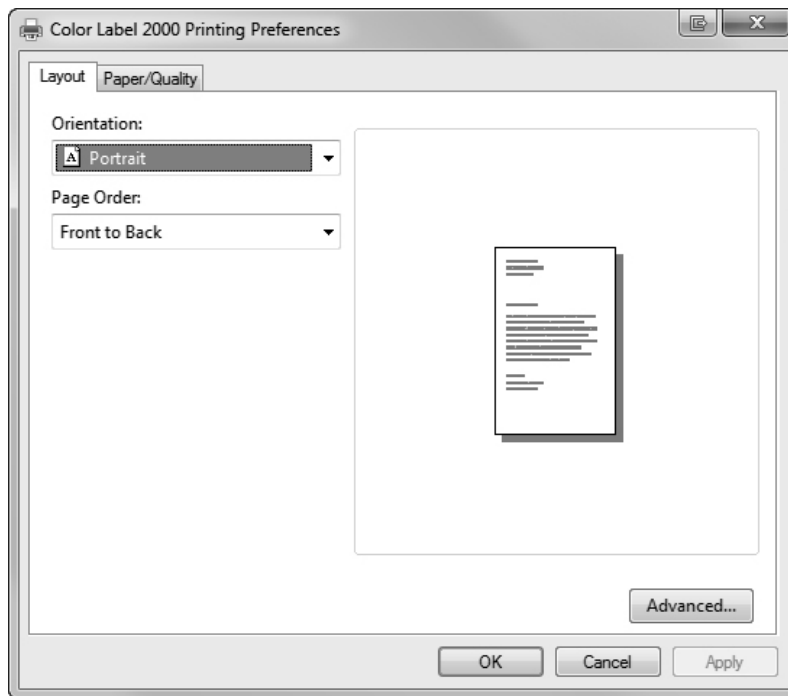 Color Label 2000 Printing Preferences
Layout
Paper/Quality
Orientation:
A Portrait
Page Order:
Front to Back
Advanced...
OK
Cancel
Apply